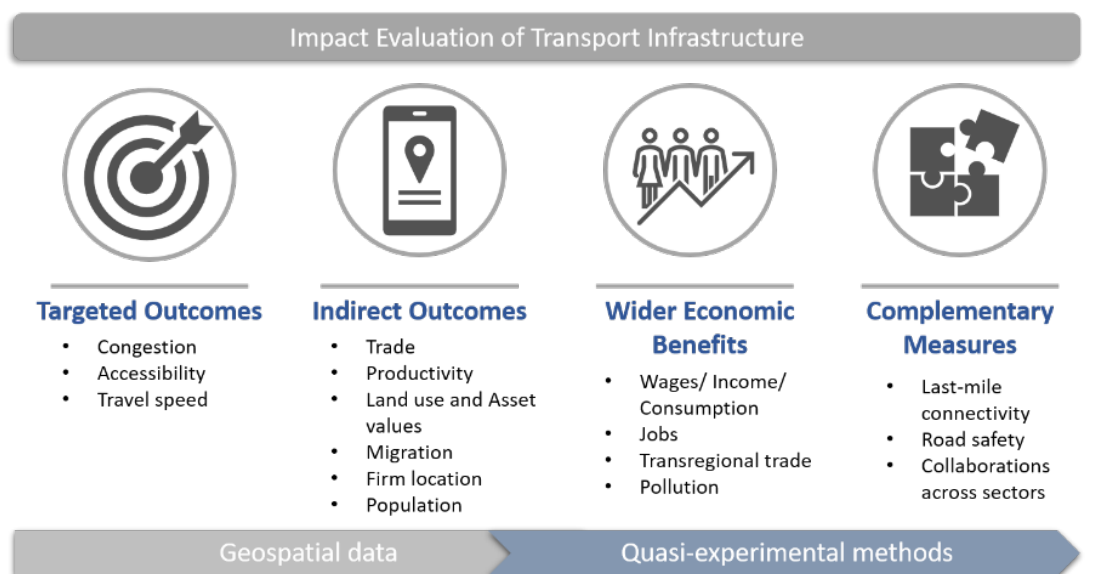 Impact Evaluation of Transport Infrastructure
Targeted Outcomes
• Congestion
• Accessibility
• Travel speed
Indirect Outcomes
• Trade
• Productivity
• Land use and Asset
values
• Migration
• Firm location
• Population
Wider Economic
Benefits
• Wages/ Income/
Consumption
• Jobs
• Transregional trade
• Pollution
Complementary
Measures
• Last-mile
connectivity
• Road safety
• Collaborations
across sectors
Geospatial data
Quasi-experimental methods